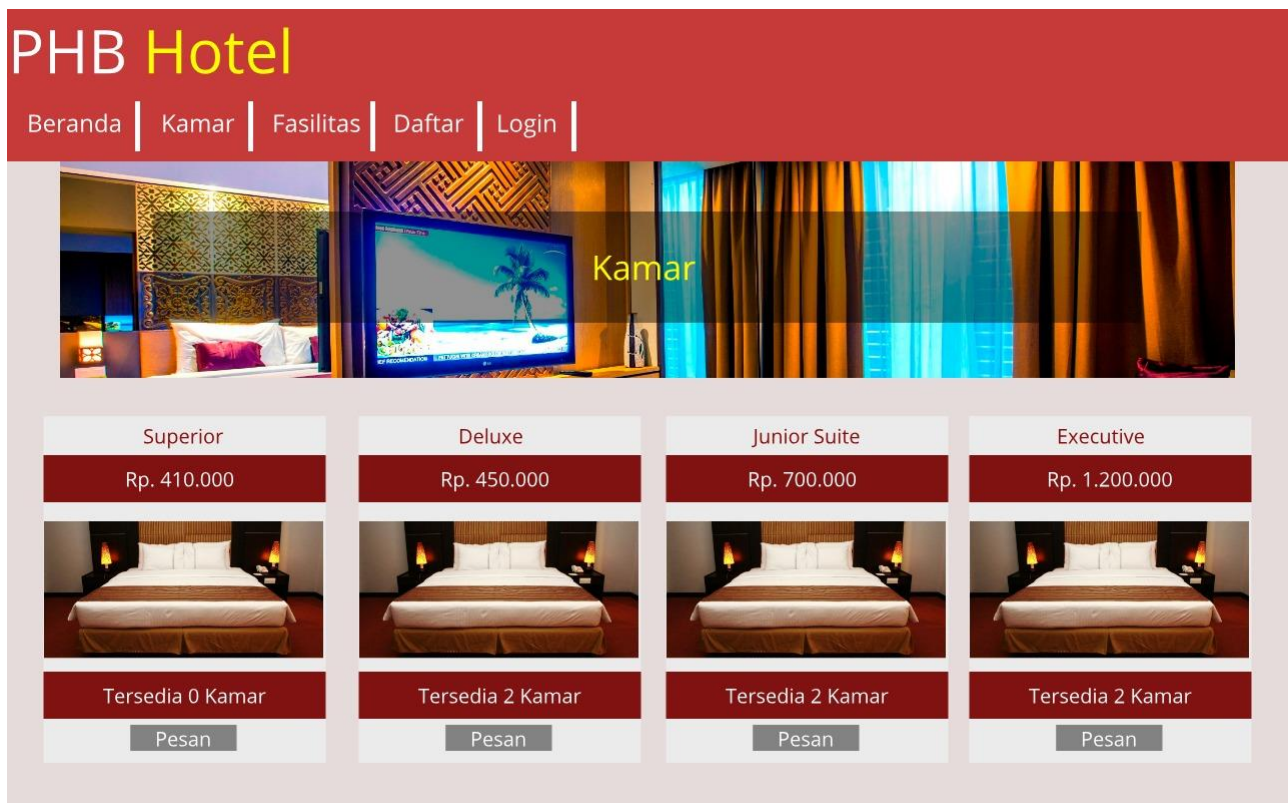 PHB Hotel
Beranda Kamar Fasilitas Daftar Login
Kamar
Superior
Rp. 410.000
Tersedia 0 Kamar
Pesan
Deluxe
Rp. 450.000
Tersedia 2 Kamar
Pesan
Junior Suite
Rp. 700.000
Tersedia 2 Kamar
Pesan
Executive
Rp. 1.200.000
Tersedia 2 Kamar
Pesan